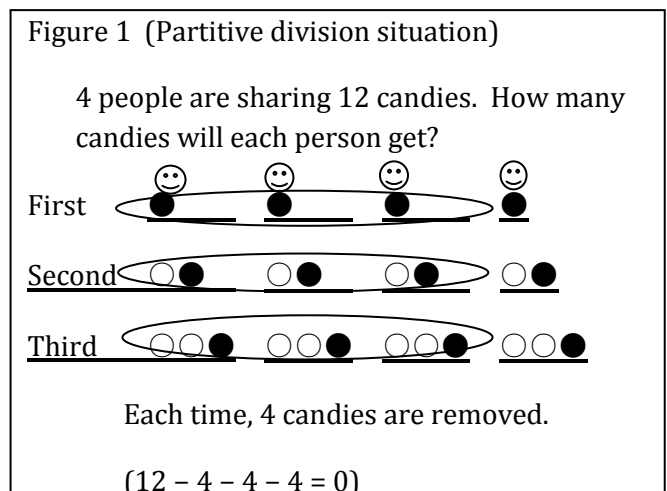 Figure 1 (Partitive division situation)
4 people are sharing 12 candies. How many
candies will each person get?
First
Second
Third
Each time, 4 candies are removed.
(12 – 4 – 4 – 4 = 0)